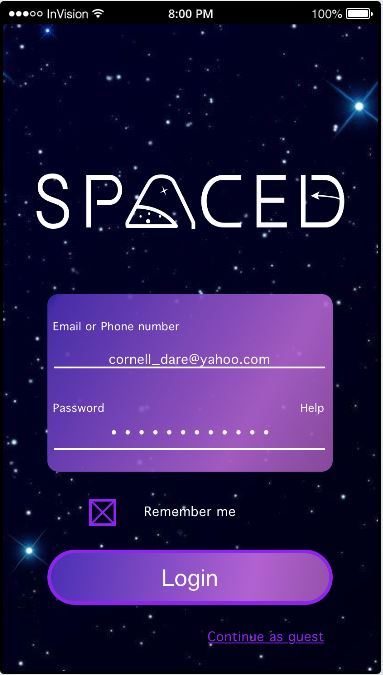 InVision 8:00 PM 100%
SPACED
Email or Phone number
cornell_dare@yahoo.com
Password Help
Remember me
Login
Continue as guest